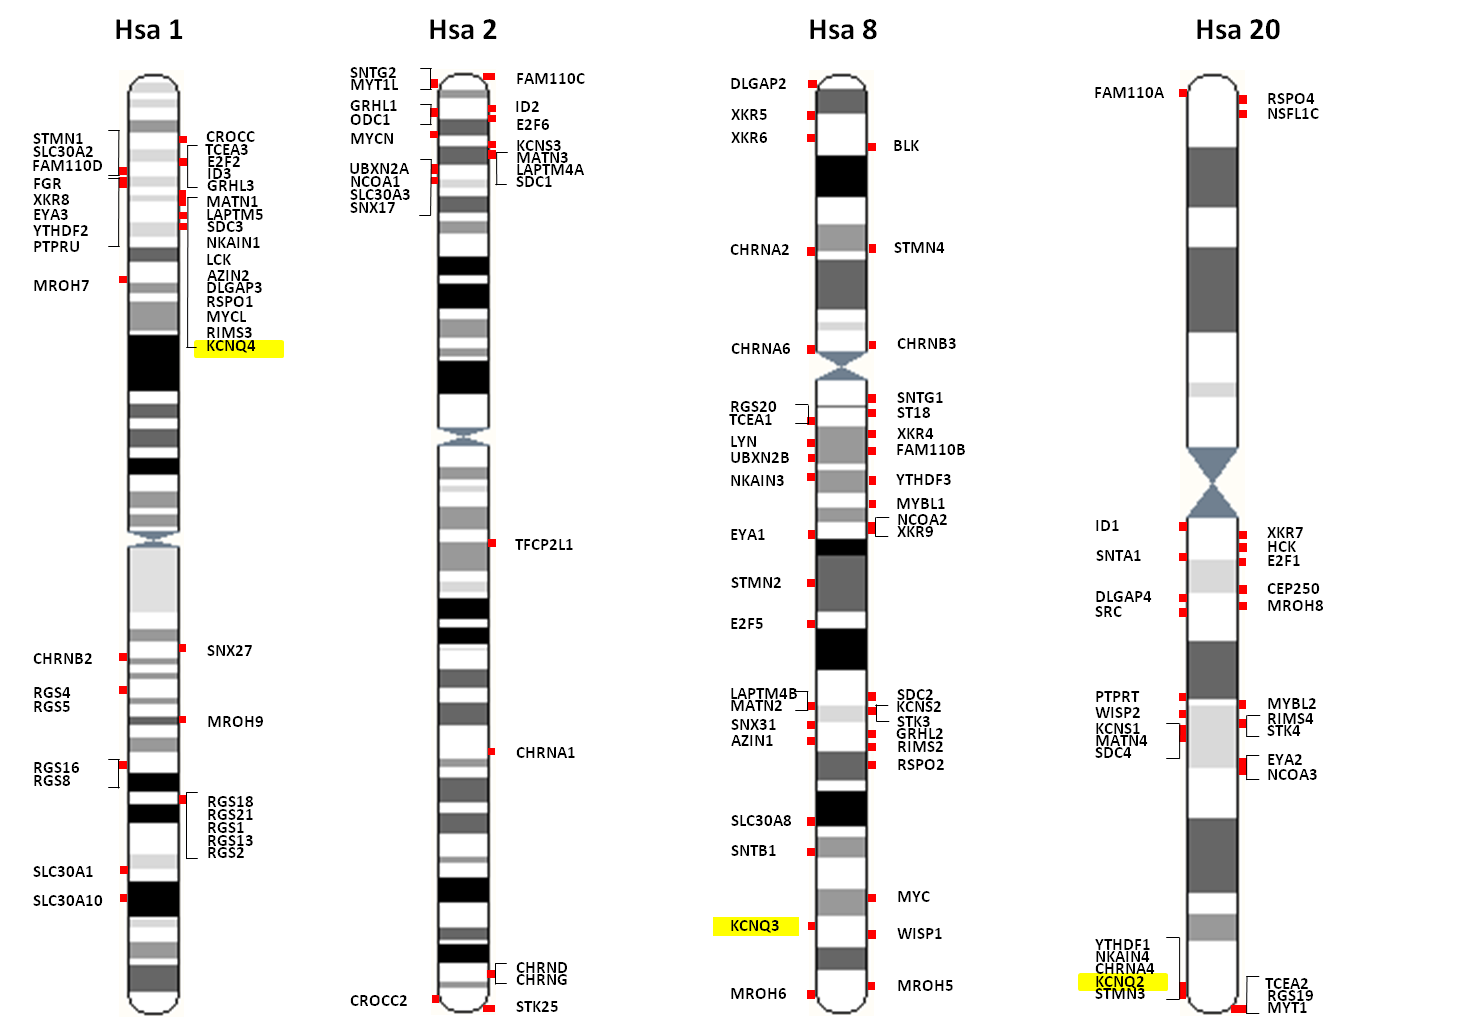 Hsa 1
Hsa 2
Hsa 8
Hsa 20
STMN1
SLC30A2
FAM110D
FGR
XKR8
EYA3
YTHDF2
PTPRU
MROH7
CHRNB2
RGS4
RGS5
RGS16
RGS8
SLC30A1
SLC30A10
CROCC
TCEA3
E2F2
ID3
GRHL3
MATN1
LAPTM5
SDC3
NKAIN1
LCK
AZIN2
DLGAP3
RSPO1
MYCL
RIMS3
KCNQ4
SNX27
MROH9
RGS18
RGS21
RGS1
RGS13
RGS2
SNTG2
MYT1L
GRHL1
ODC1
MYCN
UBXN2A
NCOA1
SLC30A3
SNX17
CROCC2
FAM110C
ID2
E2F6
KCNS3
MATN3
LAPTM4A
SDC1
TFCP2L1
CHRNA1
CHRND
CHRNG
STK25
DLGAP2
XKR5
XKR6
CHRNA2
CHRNA6
RGS20
TCEA1
LYN
UBXN2B
NKAIN3
EYA1
STMN2
E2F5
LAPTM4B
MATN2
SNX31
AZIN1
SLC30A8
SNTB1
KCNQ3
MROH6
BLK
STMN4
CHRNB3
SNTG1
ST18
XKR4
FAM110B
YTHDF3
MYBL1
NCOA2
XKR9
SDC2
KCNS2
STK3
GRHL2
RIMS2
RSPO2
MYC
WISP1
MROH5
FAM110A
ID1
SNTA1
DLGAP4
SRC
PTPRT
WISP2
KCNS1
MATN4
SDC4
YTHDF1
NKAIN4
CHRNA4
KCNQ2
STMN3
RSPO4
NSFL1C
XKR7
HCK
E2F1
CEP250
MROH8
MYBL2
RIMS4
STK4
EYA2
NCOA3
TCEA2
RGS19
MYT1